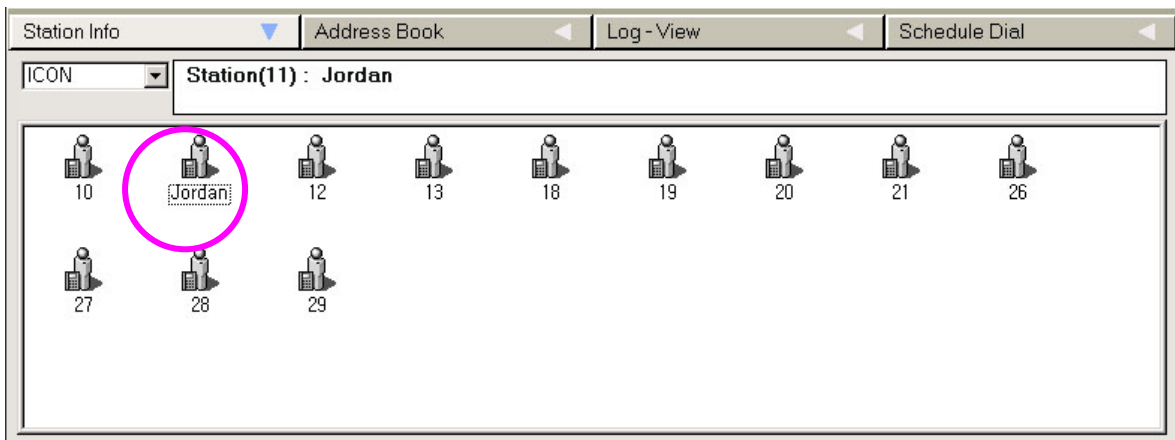 Station Info Address Book Log - View Schedule Dial
ICON Station(11) : Jordan
10 Jordan 12 13 18 19 20 21 26
27 28 29